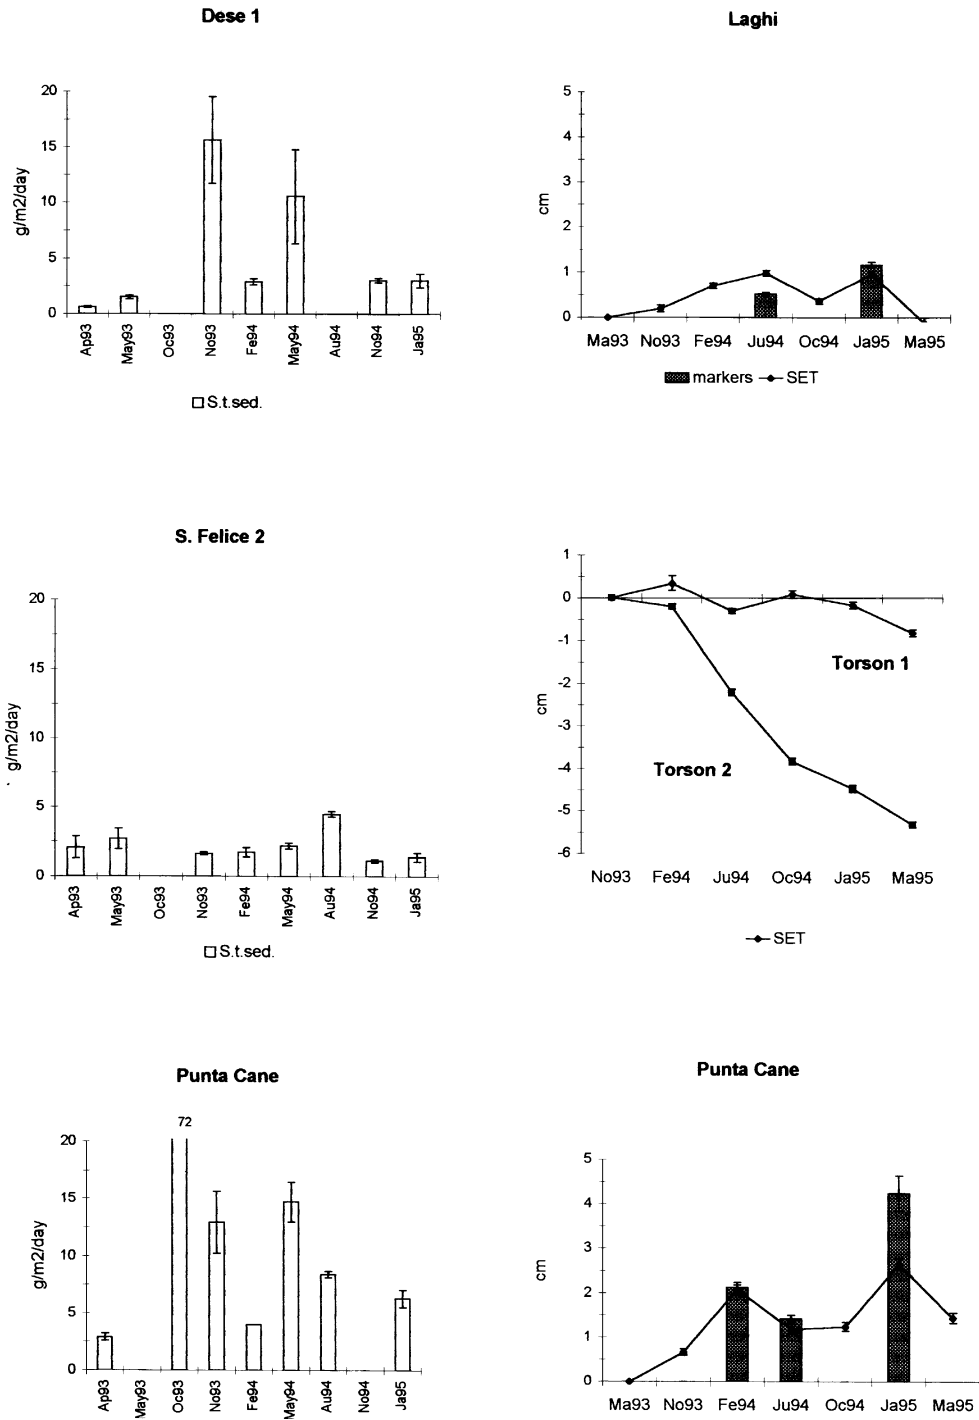 Dese 1
20
15
10
5
0
g/m2/day
Ap93
May93
Oc93
No93
Fe94
May94
Au94
No94
Ja95
S.t.sed.
Laghi
5
4
3
2
1
0
cm
Ma93 No93 Fe94 Ju94 Oc94 Ja95 Ma95
markers SET
S. Felice 2
20
15
10
5
0
g/m2/day
Ap93
May93
Oc93
No93
Fe94
May94
Au94
No94
Ja95
S.t.sed.
1
0
-1
-2
-3
-4
-5
-6
cm
Torson 1
Torson 2
No93 Fe94 Ju94 Oc94 Ja95 Ma95
SET
Punta Cane
72
20
15
10
5
0
g/m2/day
Ap93
May93
Oc93
No93
Fe94
May94
Au94
No94
Ja95
Punta Cane
5
4
3
2
1
0
cm
Ma93 No93 Fe94 Ju94 Oc94 Ja95 Ma95